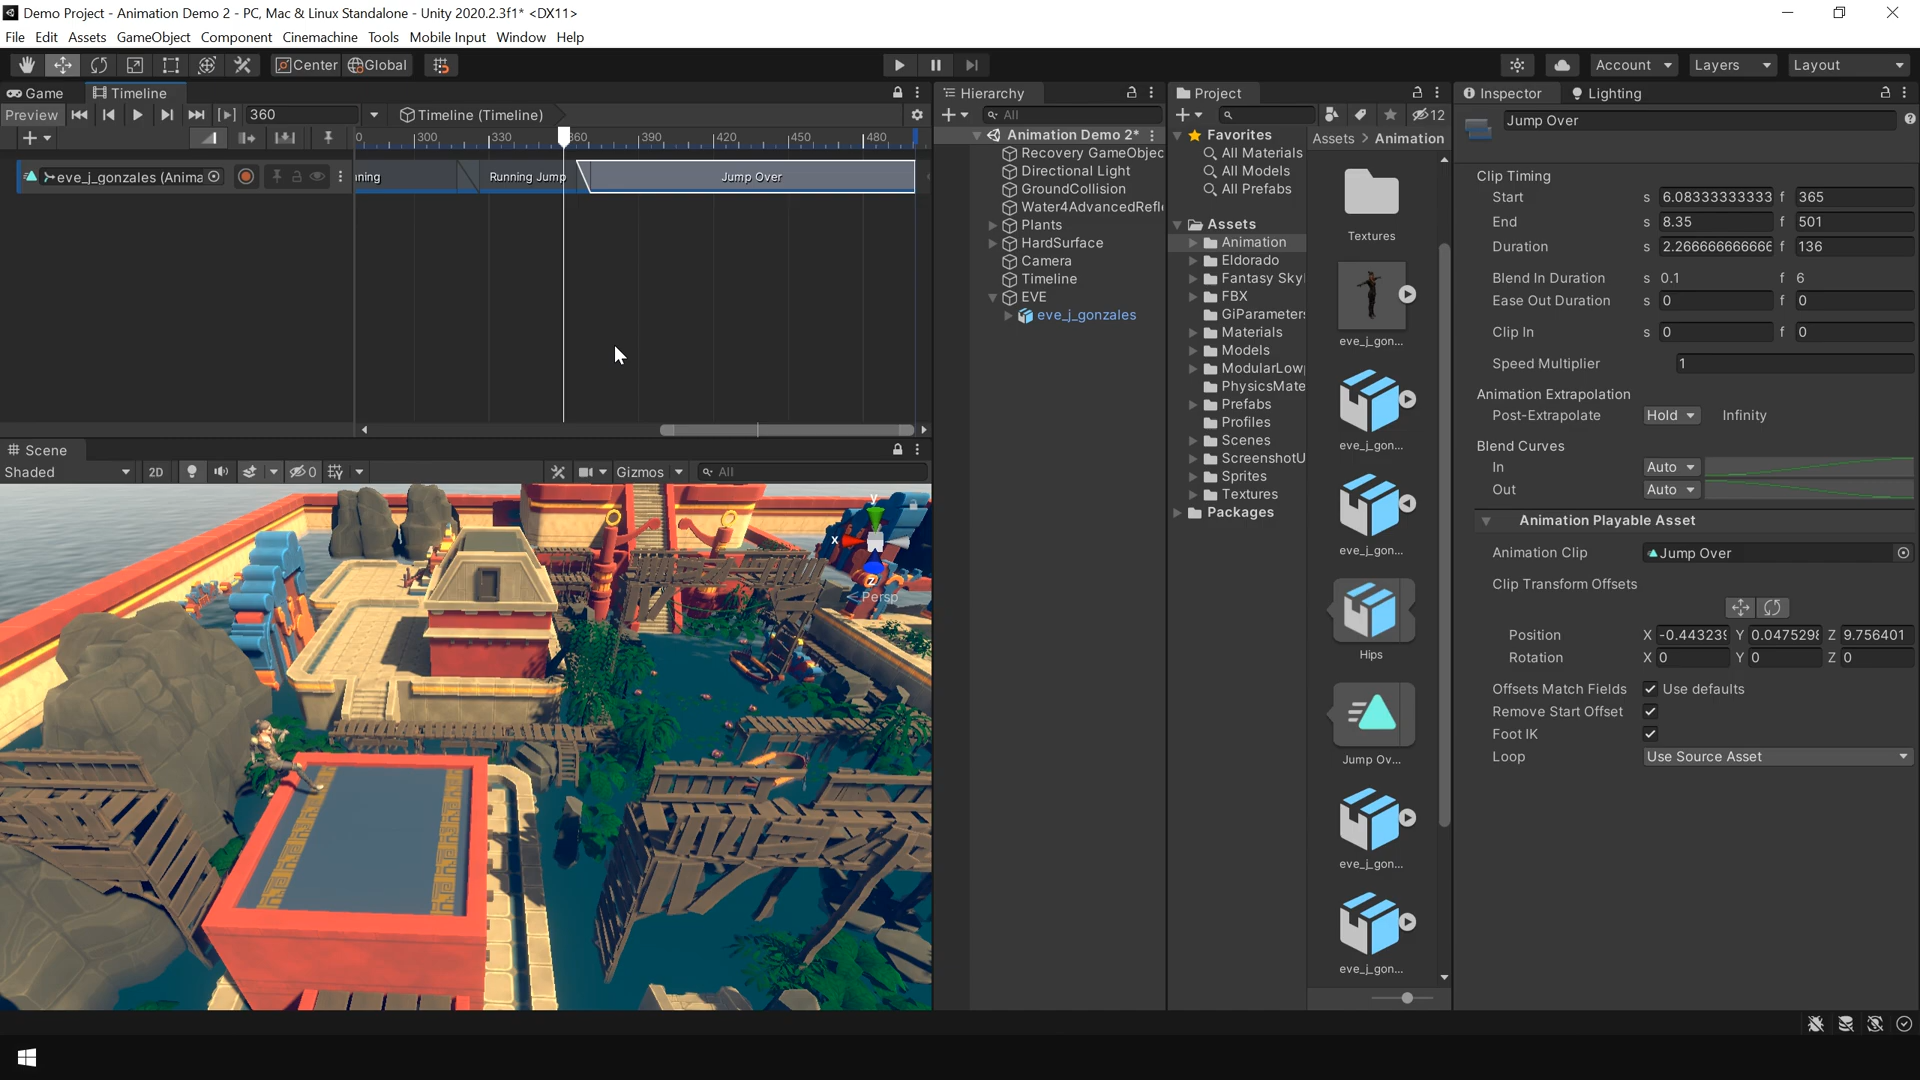 Demo Project - Animation Demo 2 - PC, Mac & Linux Standalone - Unity 2020.2.3f1* <DX11>
File Edit Assets GameObject Component Cinemachine Tools Mobile Input Window Help
Center Global
Account Layers Layout
Game Timeline
Preview 360 Timeline (Timeline)
0 300 330 360 390 420 450 480
eve_j_gonzales (Anima
nning Running Jump Jump Over
Scene
Shaded 2D 0 Gizmos All
y
x
z
Persp
Hierarchy
All
Animation Demo 2*
Recovery GameObjec
Directional Light
GroundCollision
Water4AdvancedRefl
Plants
HardSurface
Camera
Timeline
EVE
eve_j_gonzales
Project
12
Favorites
All Materials
All Models
All Prefabs
Assets
Animation
Eldorado
Fantasy Sky
FBX
GiParameter
Materials
Models
ModularLow
PhysicsMate
Prefabs
Profiles
Scenes
ScreenshotU
Sprites
Textures
Packages
Assets > Animation
Textures
eve_j_gon...
eve_j_gon...
eve_j_gon...
Hips
Jump Ov...
eve_j_gon...
eve_j_gon...
Inspector Lighting
Jump Over
Clip Timing
Start s 6.08333333333 f 365
End s 8.35 f 501
Duration s 2.266666666666 f 136
Blend In Duration s 0.1 f 6
Ease Out Duration s 0 f 0
Clip In s 0 f 0
Speed Multiplier 1
Animation Extrapolation
Post-Extrapolate Hold Infinity
Blend Curves
In Auto
Out Auto
Animation Playable Asset
Animation Clip Jump Over
Clip Transform Offsets
Position X -0.44323 Y 0.047529 Z 9.756401
Rotation X 0 Y 0 Z 0
Offsets Match Fields Use defaults
Remove Start Offset
Foot IK
Loop Use Source Asset